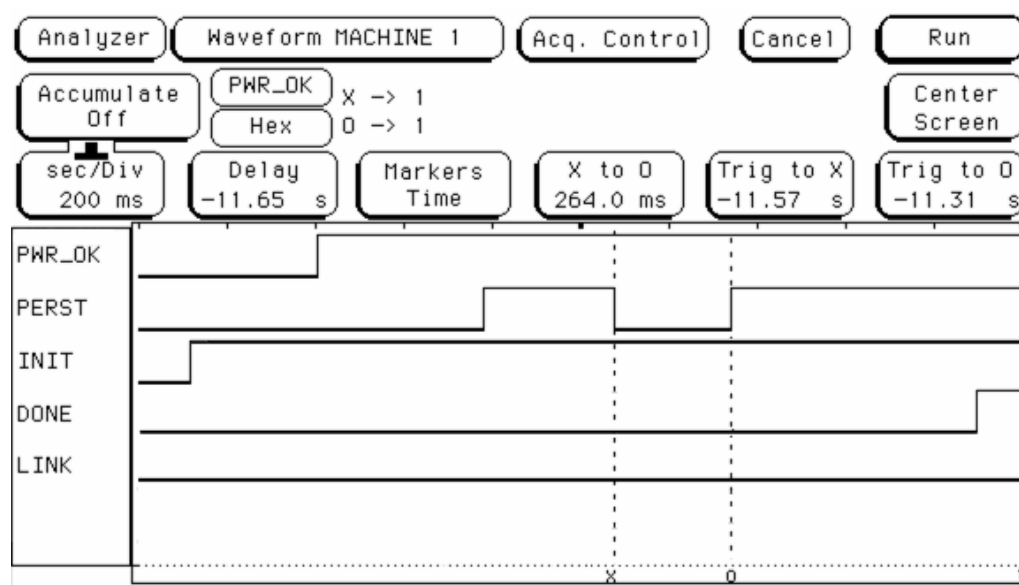 Analyzer Waveform MACHINE 1 Acq. Control Cancel Run
Accumulate
Off
PWR_OK X -> 1
Hex O -> 1
Center
Screen
sec/Div
200 ms
Delay
-11.65 s
Markers
Time
X to O
264.0 ms
Trig to X
-11.57 s
Trig to O
-11.31 s
PWR_OK
PERST
INIT
DONE
LINK
X O